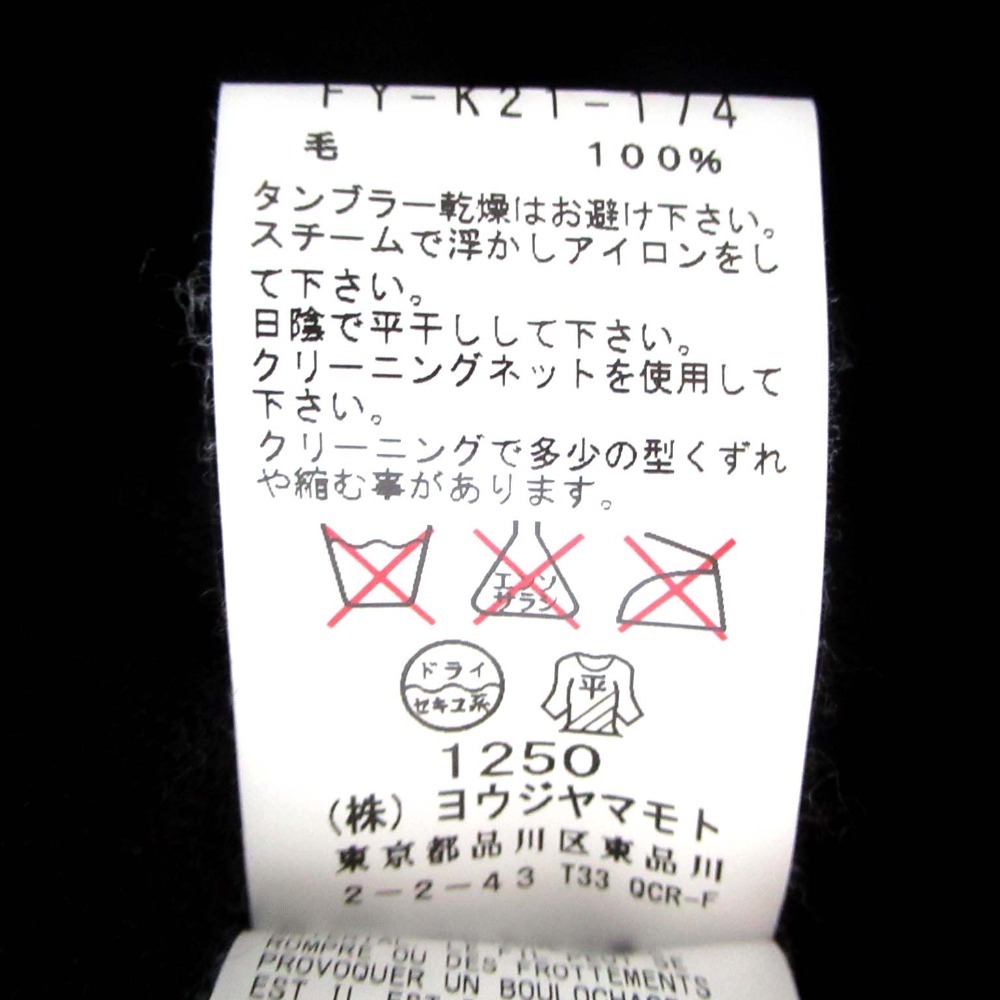 FY-K21-174
毛 100%
タンブラー乾燥はお避け下さい。
スチームで浮かしアイロンをし
て下さい。
日陰で平干しして下さい。
クリーニングネットを使用して
下さい。
クリーニングで多少の型くずれ
や縮む事があります。
エンソ
サラシ
ドライ
セキユ系
平
1250
(株) ヨウジヤマモト
東京都品川区東品川
2-2-43 T33 QCR-F
ROMPRE OU DES FROTTEMENTS
PROVOQUER UN BOULOCHAGE
EST IL EST